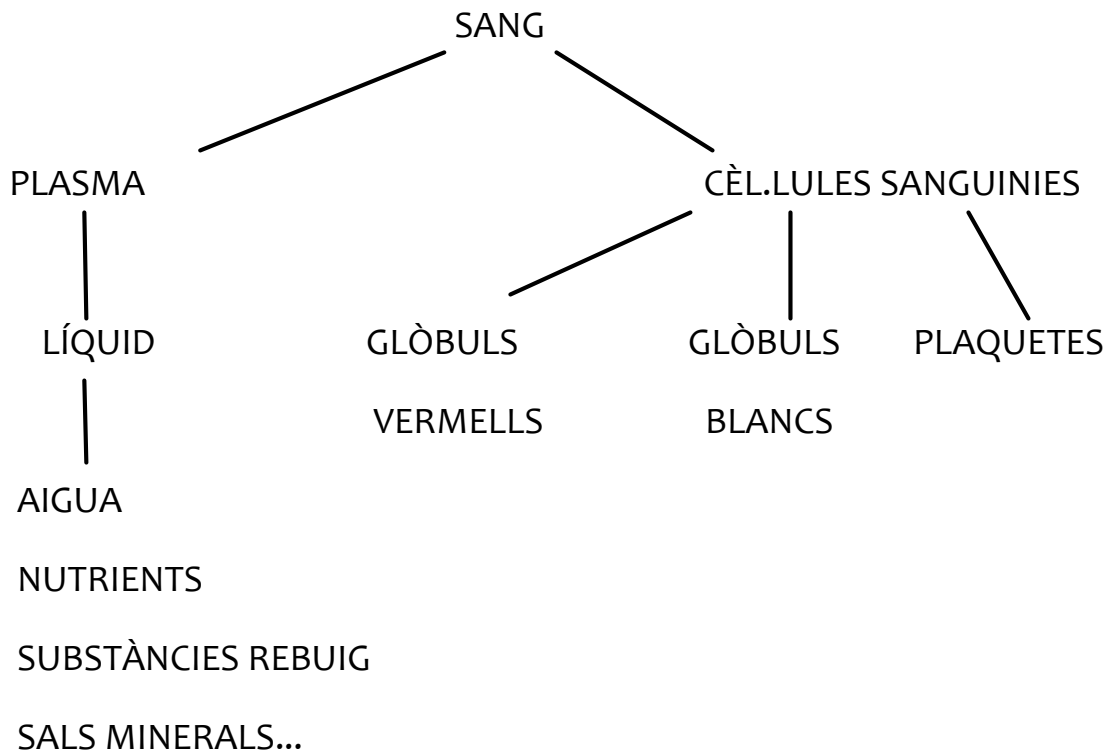 SANG
PLASMA
CÈL.LULES SANGUINIES
LÍQUID
GLÒBULS
VERMELLS
GLÒBULS
BLANCS
PLAQUETES
AIGUA
NUTRIENTS
SUBSTÀNCIES REBUIG
SALS MINERALS...